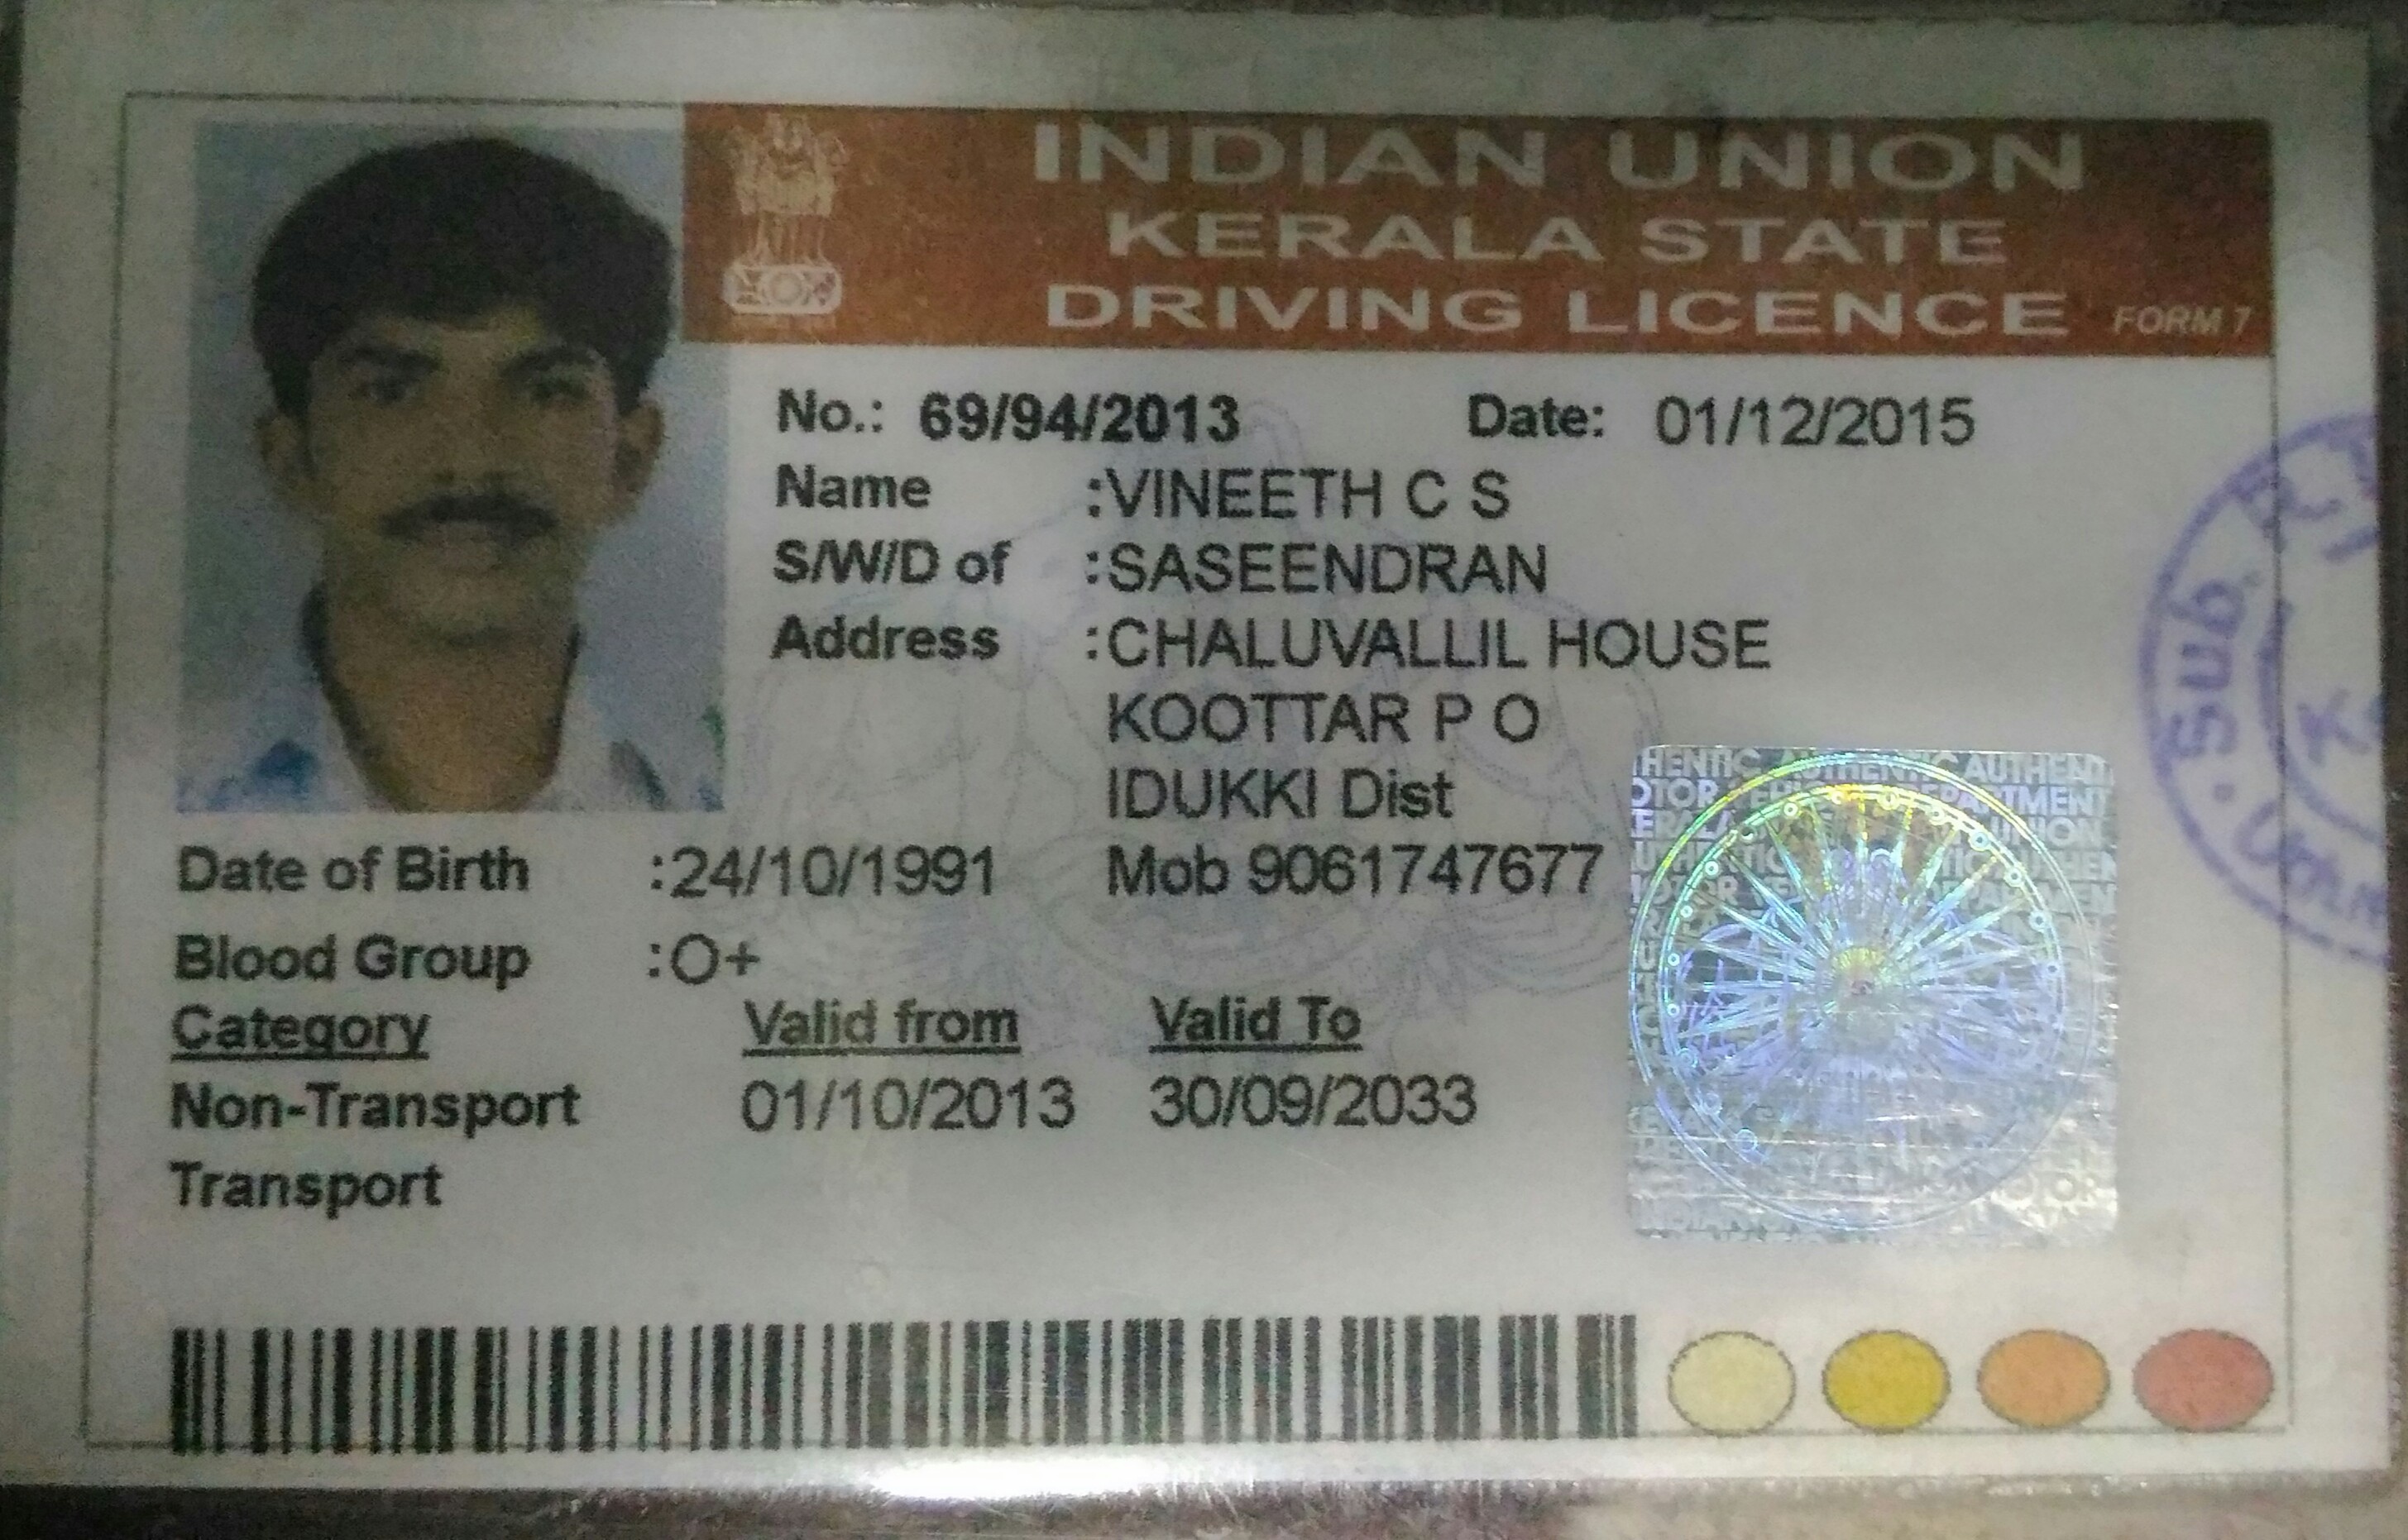 INDIAN UNION
KERALA STATE
DRIVING LICENCE FORM 7
No.: 69/94/2013 Date: 01/12/2015
Name :VINEETH C S
S/W/D of :SASEENDRAN
Address :CHALUVALLIL HOUSE
KOOTTAR P O
IDUKKI Dist
Date of Birth :24/10/1991 Mob 9061747677
Blood Group :O+
Category Valid from Valid To
Non-Transport 01/10/2013 30/09/2033
Transport
Sub